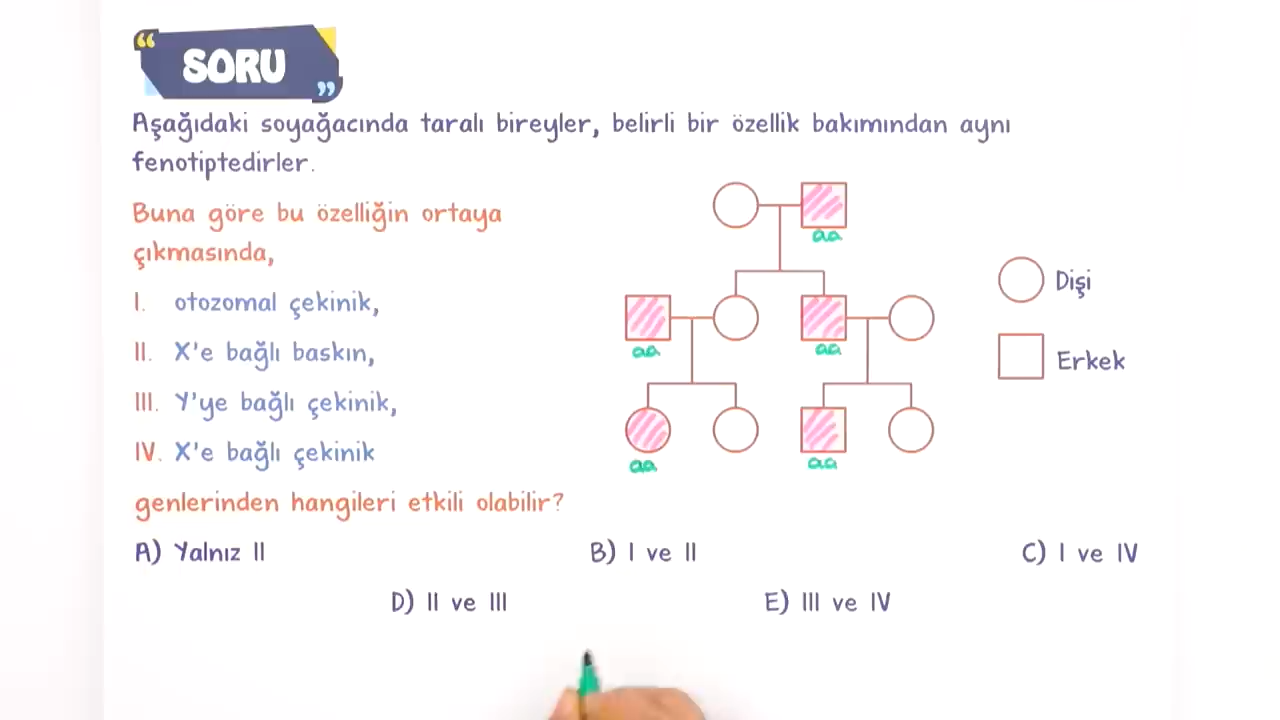 “ SORU ”
Aşağıdaki soyağacında taralı bireyler, belirli bir özellik bakımından aynı
fenotiptedirler.
Buna göre bu özelliğin ortaya
çıkmasında,
I. otozomal çekinik,
II. X'e bağlı baskın,
III. Y'ye bağlı çekinik,
IV. X'e bağlı çekinik
genlerinden hangileri etkili olabilir?
aa
Dişi
aa aa
Erkek
aa aa
A) Yalnız II B) I ve II C) I ve IV
D) II ve III E) III ve IV